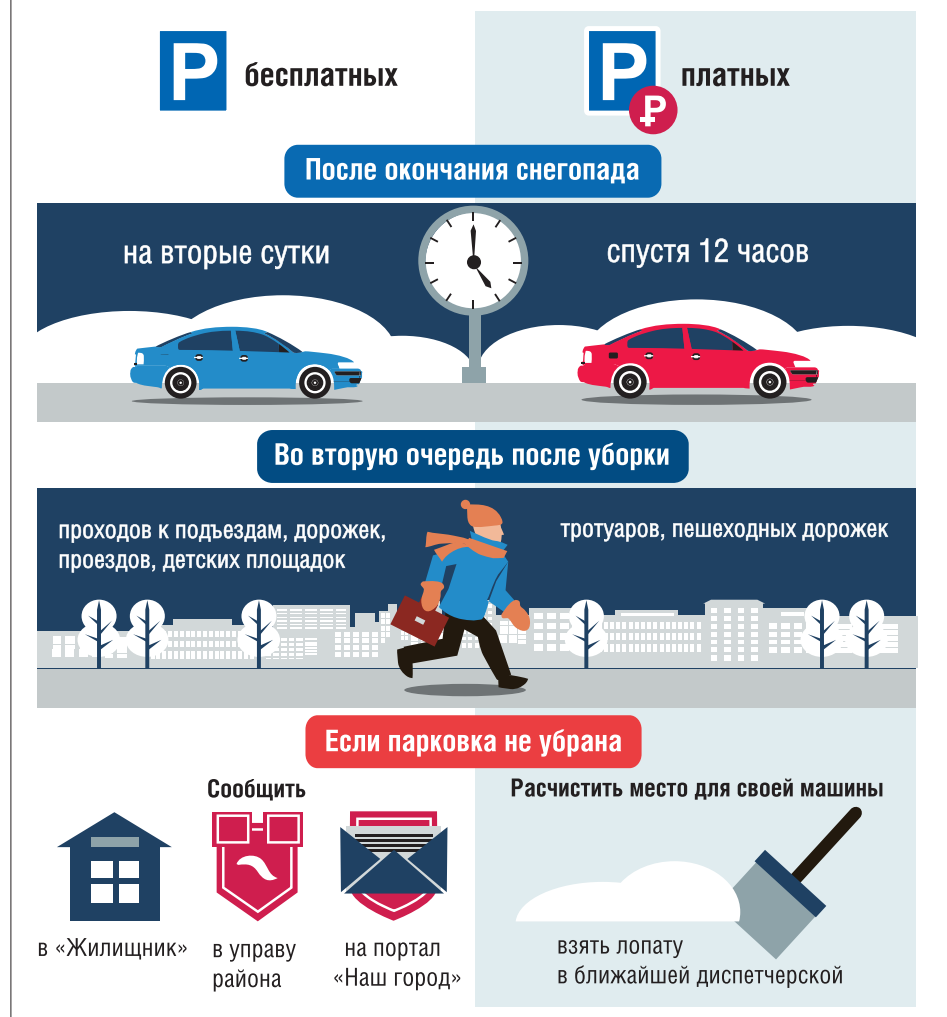 P бесплатных
P ₽ платных
После окончания снегопада
на вторые сутки
спустя 12 часов
Во вторую очередь после уборки
проходов к подъездам, дорожек,
проездов, детских площадок
тротуаров, пешеходных дорожек
Если парковка не убрана
Сообщить
в «Жилищник»
в управу
района
на портал
«Наш город»
Расчистить место для своей машины
взять лопату
в ближайшей диспетчерской